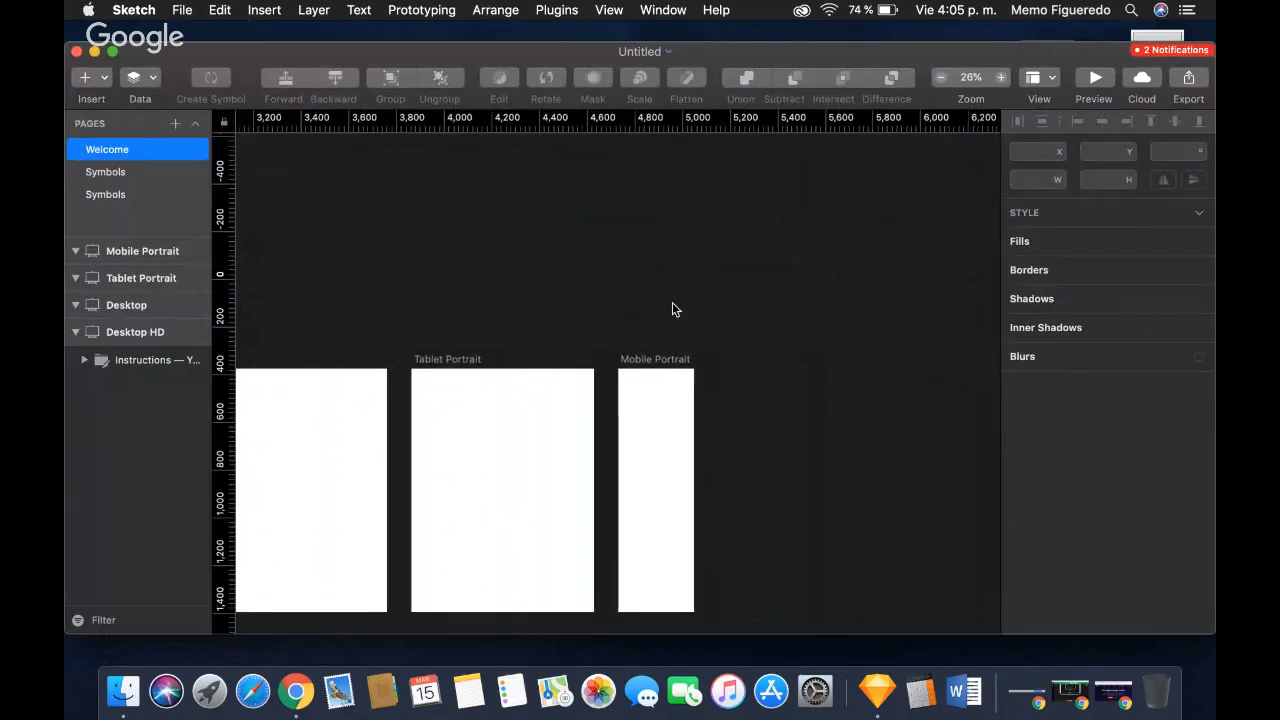 Sketch File Edit Insert Layer Text Prototyping Arrange Plugins View Window Help 74 % Vie 4:05 p. m. Memo Figueredo
Google
Untitled
2 Notifications
26%
Insert Data Create Symbol Forward Backward Group Ungroup Edit Rotate Mask Scale Flatten Union Subtract Intersect Difference Zoom View Preview Cloud Export
PAGES
3,200 3,400 3,600 3,800 4,000 4,200 4,400 4,600 4,800 5,000 5,200 5,400 5,600 5,800 6,000 6,200
Welcome
Symbols
Symbols
Mobile Portrait
Tablet Portrait
Desktop
Desktop HD
Instructions — Y...
Filter
-400
-200
0
200
400
600
800
1,000
1,200
1,400
Tablet Portrait
Mobile Portrait
X Y °
W H
STYLE
Fills
Borders
Shadows
Inner Shadows
Blurs
MAR
15
3D
W